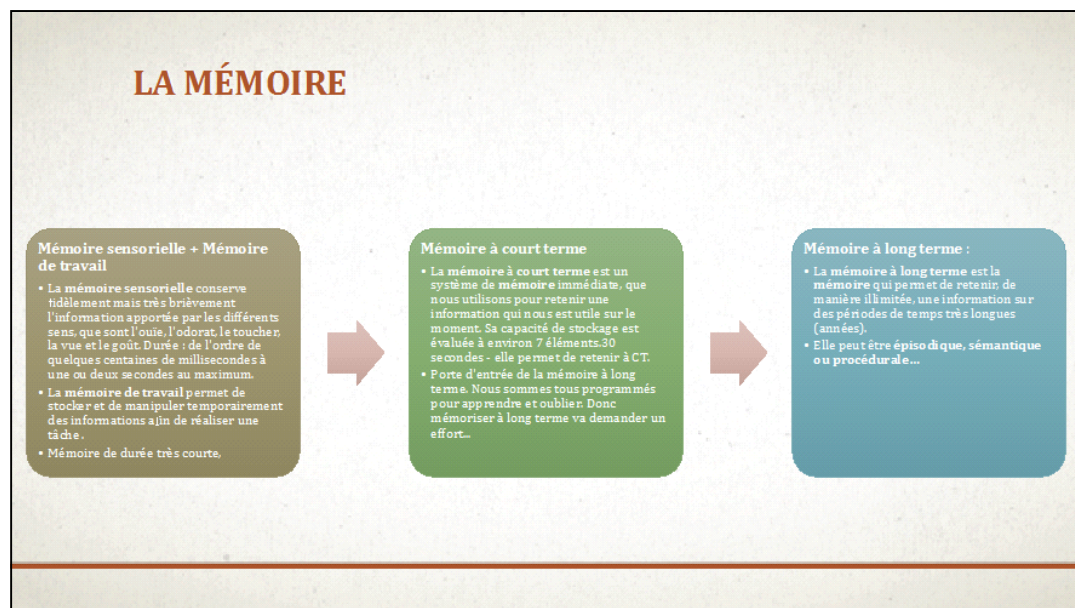 LA MÉMOIRE
Mémoire sensorielle + Mémoire
de travail
• La mémoire sensorielle conserve
fidèlement mais très brièvement
l'information apportée par les différents
sens, que sont l'ouïe, l'odorat, le toucher,
la vue et le goût. Durée : de l'ordre de
quelques centaines de millisecondes à
une ou deux secondes au maximum.
• La mémoire de travail permet de
stocker et de manipuler temporairement
des informations afin de réaliser une
tâche.
• Mémoire de durée très courte,
Mémoire à court terme
• La mémoire à court terme est un
système de mémoire immédiate, que
nous utilisons pour retenir une
information qui nous est utile sur le
moment. Sa capacité de stockage est
évaluée à environ 7 éléments.30
secondes - elle permet de retenir à CT.
• Porte d'entrée de la mémoire à long
terme. Nous sommes tous programmés
pour apprendre et oublier. Donc
mémoriser à long terme va demander un
effort...
Mémoire à long terme :
• La mémoire à long terme est la
mémoire qui permet de retenir, de
manière illimitée, une information sur
des périodes de temps très longues
(années).
• Elle peut être épisodique, sémantique
ou procédurale...